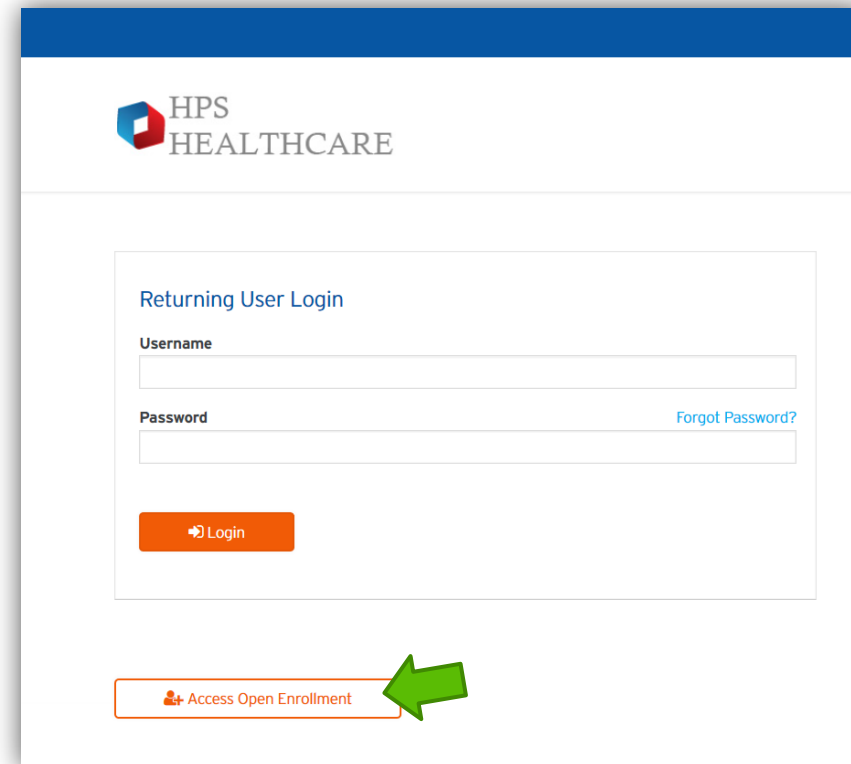 HPS
HEALTHCARE
Returning User Login
Username
Password Forgot Password?
Login
Access Open Enrollment